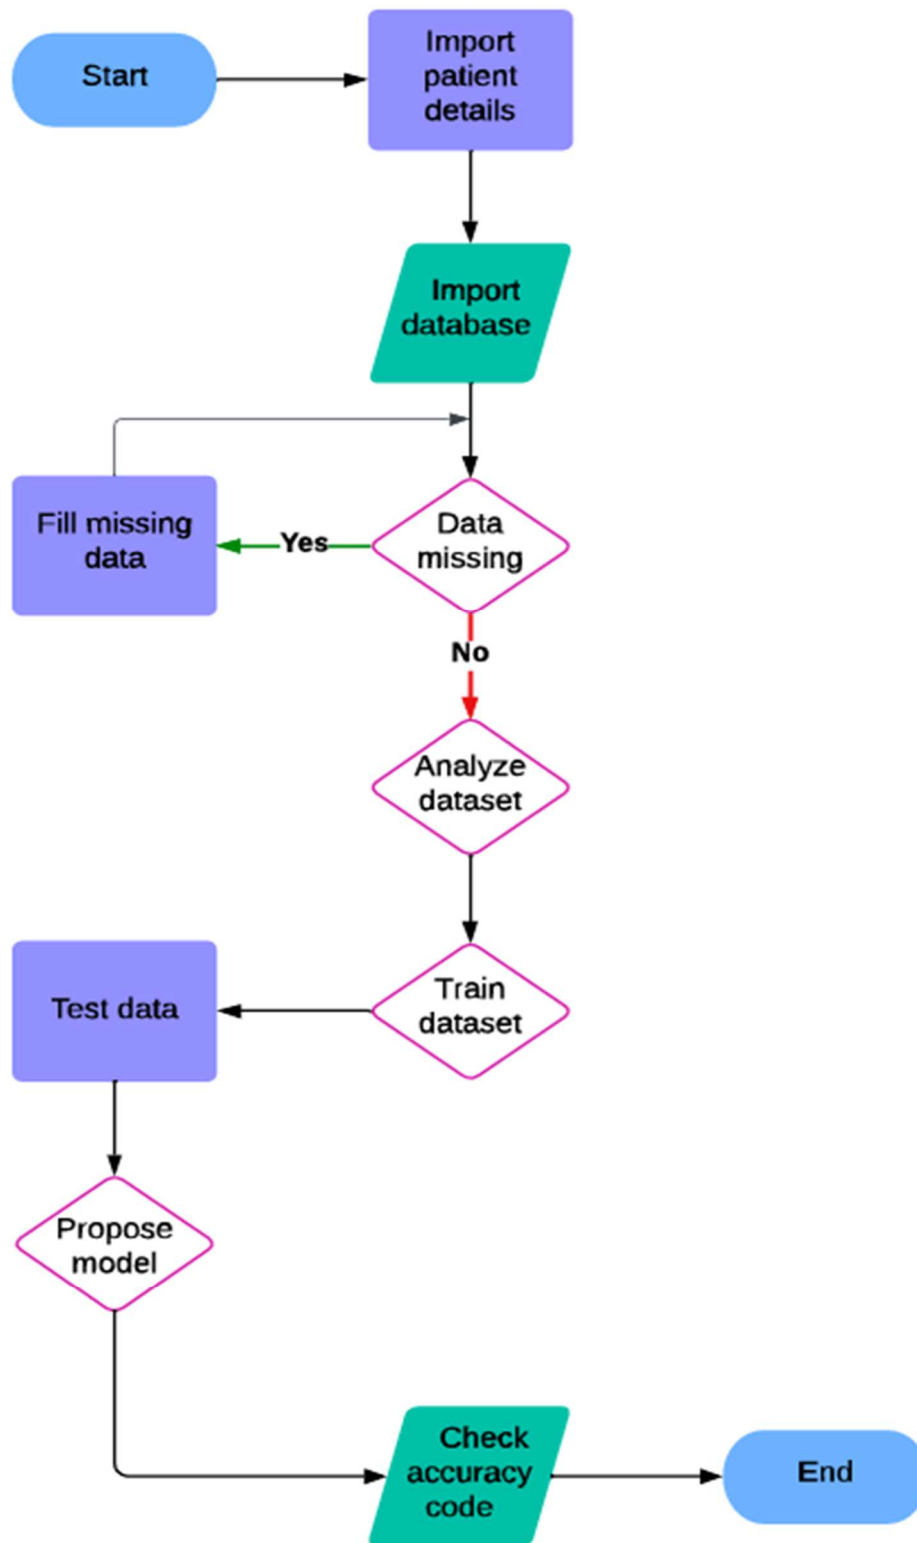 Start
Import
patient
details
Import
database
Fill missing
data
Yes
Data
missing
No
Analyze
dataset
Test data
Train
dataset
Propose
model
Check
accuracy
code
End